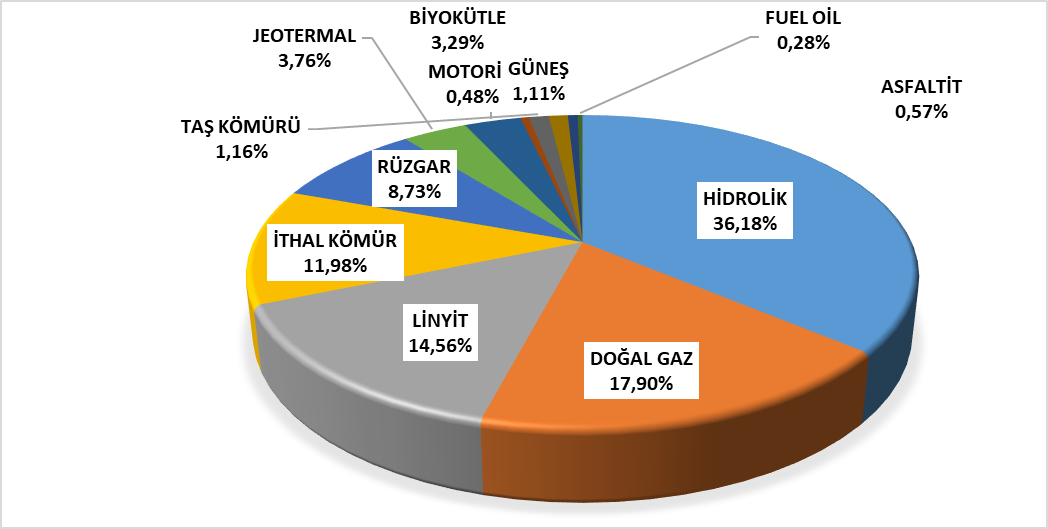 BİYOKÜTLE
3,29%
FUEL OİL
0,28%
JEOTERMAL
3,76%
MOTORİ
0,48%
GÜNEŞ
1,11%
ASFALTİT
0,57%
TAŞ KÖMÜRÜ
1,16%
RÜZGAR
8,73%
HİDROLİK
36,18%
İTHAL KÖMÜR
11,98%
LİNYİT
14,56%
DOĞAL GAZ
17,90%